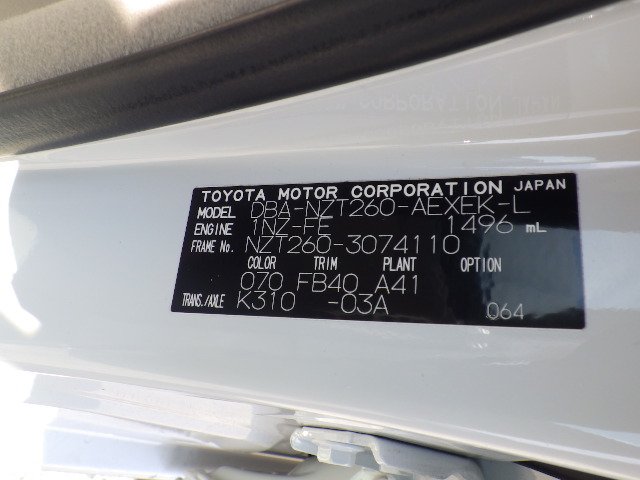 TOYOTA MOTOR CORPORATION JAPAN
MODEL DBA-NZT260-AEXEK-L
ENGINE 1NZ-FE 1496 mL
FRAME No. NZT260-3074110
COLOR TRIM PLANT OPTION
070 FB40 A41
TRANS./AXLE K310 -03A 064